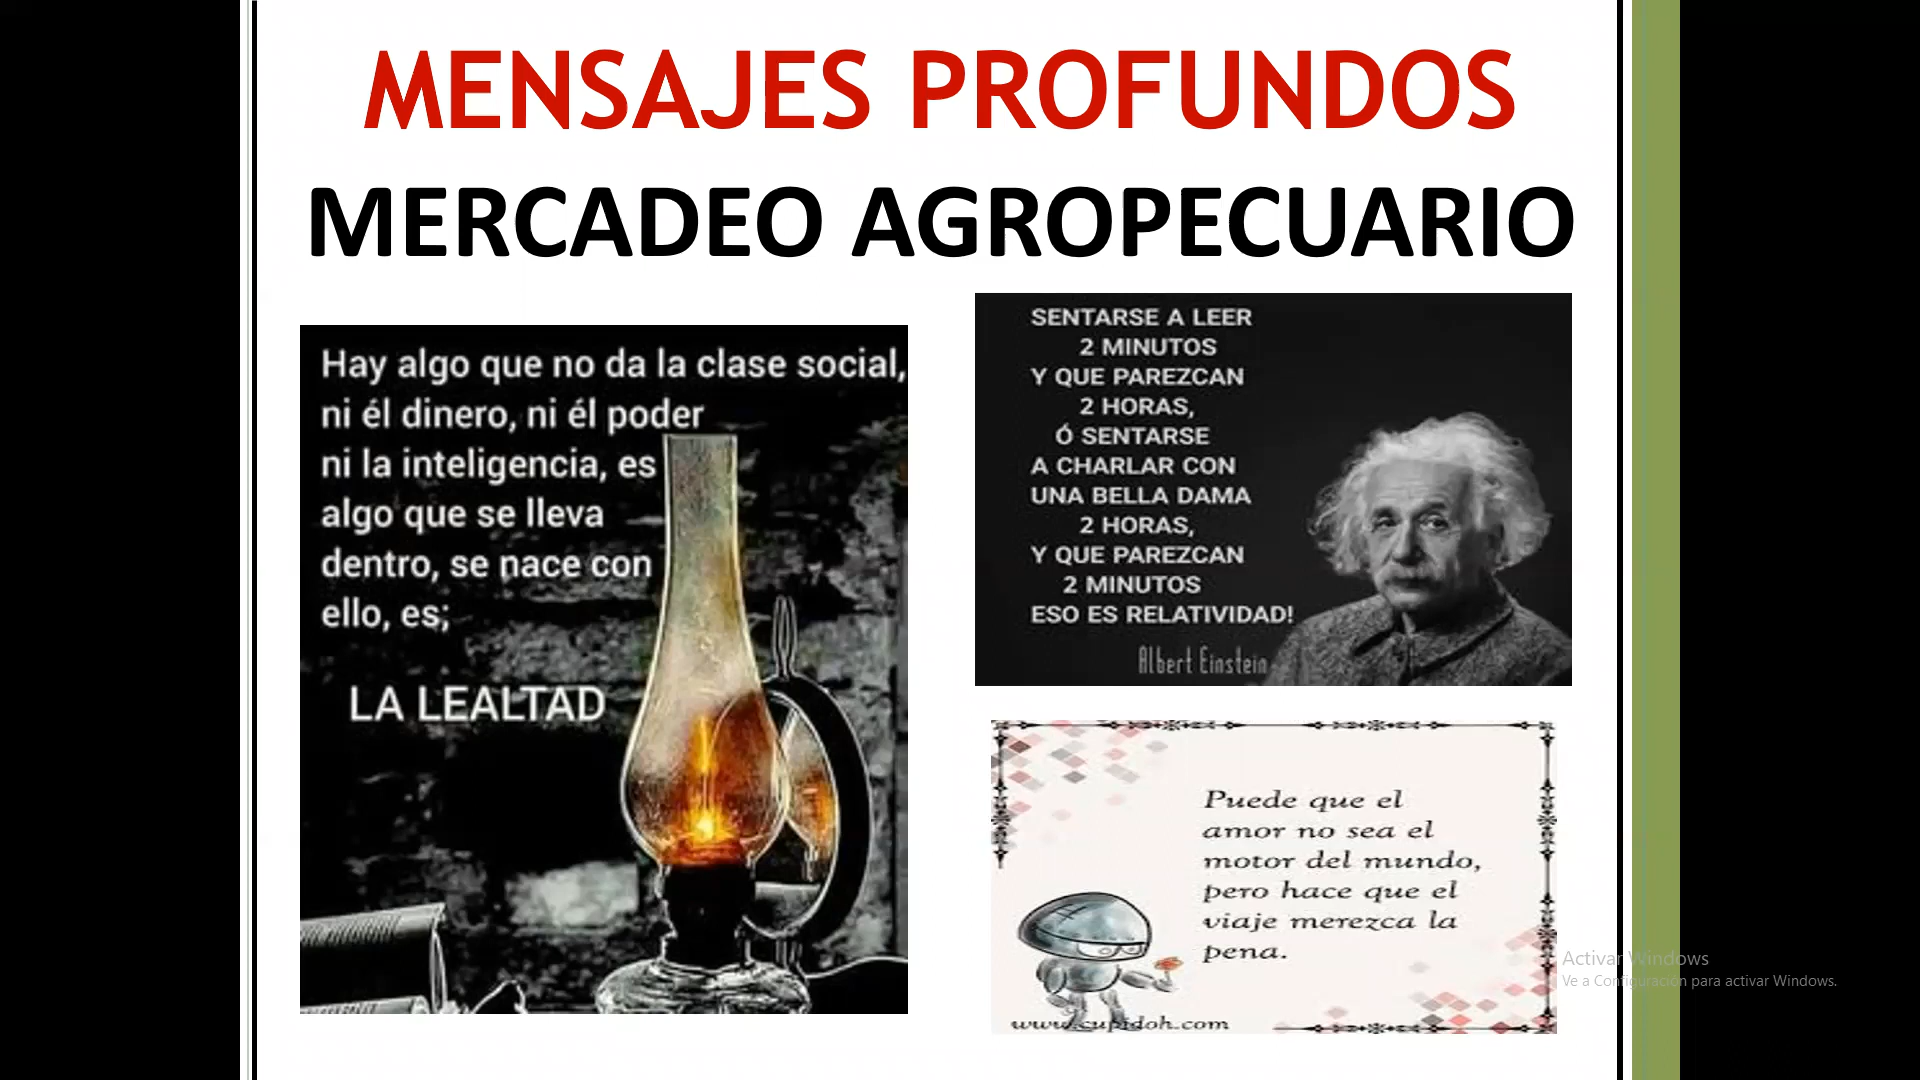 MENSAJES PROFUNDOS
MERCADEO AGROPECUARIO
Hay algo que no da la clase social,
ni él dinero, ni él poder
ni la inteligencia, es
algo que se lleva
dentro, se nace con
ello, es;
LA LEALTAD
SENTARSE A LEER
2 MINUTOS
Y QUE PAREZCAN
2 HORAS,
Ó SENTARSE
A CHARLAR CON
UNA BELLA DAMA
2 HORAS,
Y QUE PAREZCAN
2 MINUTOS
ESO ES RELATIVIDAD!
Albert Einstein
Puede que el
amor no sea el
motor del mundo,
pero hace que el
viaje merezca la
pena.
www.cupidoh.com
Activar Windows
Ve a Configuración para activar Windows.